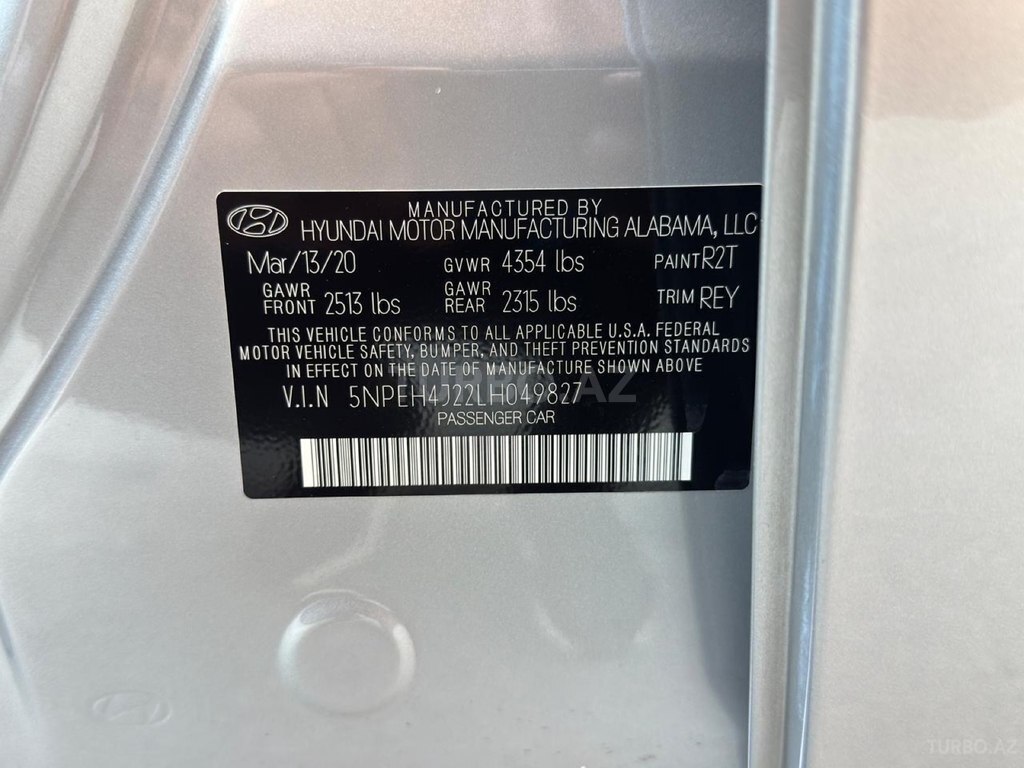 MANUFACTURED BY
HYUNDAI MOTOR MANUFACTURING ALABAMA, LLC
Mar/13/20 GVWR 4354 lbs PAINT R2T
GAWR FRONT 2513 lbs GAWR REAR 2315 lbs TRIM REY
THIS VEHICLE CONFORMS TO ALL APPLICABLE U.S.A. FEDERAL
MOTOR VEHICLE SAFETY, BUMPER, AND THEFT PREVENTION STANDARDS
IN EFFECT ON THE DATE OF MANUFACTURE SHOWN ABOVE
V.I.N 5NPEH4J22LH049827
PASSENGER CAR
TURBO.AZ
TURBO.AZ